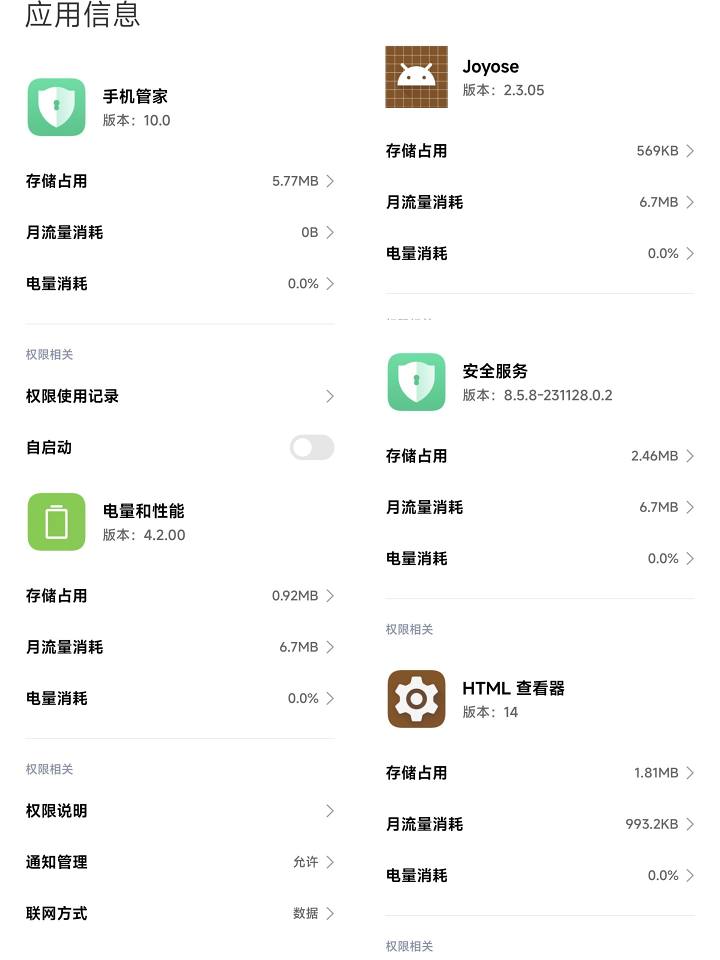 应用信息
手机管家
版本：10.0
存储占用 5.77MB
月流量消耗 0B
电量消耗 0.0%
权限相关
权限使用记录
自启动
电量和性能
版本：4.2.00
存储占用 0.92MB
月流量消耗 6.7MB
电量消耗 0.0%
权限相关
权限说明
通知管理 允许
联网方式 数据
Joyose
版本：2.3.05
存储占用 569KB
月流量消耗 6.7MB
电量消耗 0.0%
安全服务
版本：8.5.8-231128.0.2
存储占用 2.46MB
月流量消耗 6.7MB
电量消耗 0.0%
权限相关
HTML 查看器
版本：14
存储占用 1.81MB
月流量消耗 993.2KB
电量消耗 0.0%
权限相关